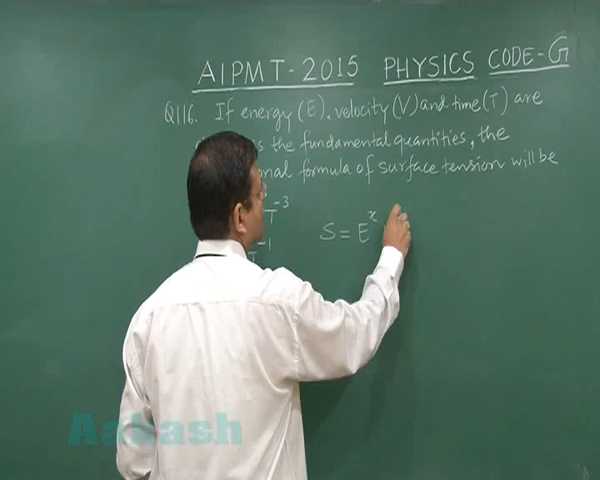 AIPMT-2015 PHYSICS CODE-G
Q116. If energy (E), velocity (V) and time (T) are
the fundamental quantities, the
formula of surface tension will be
T⁻³
S = Eˣ
T⁻¹
Aakash